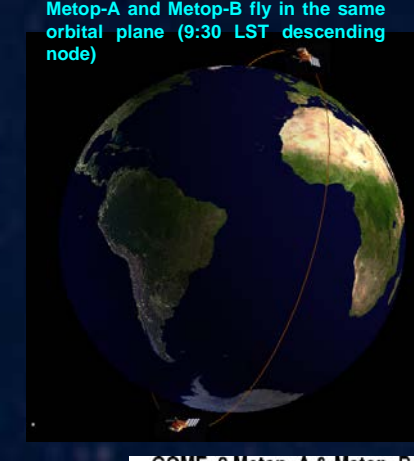 Metop-A and Metop-B fly in the same
orbital plane (9:30 LST descending
node)